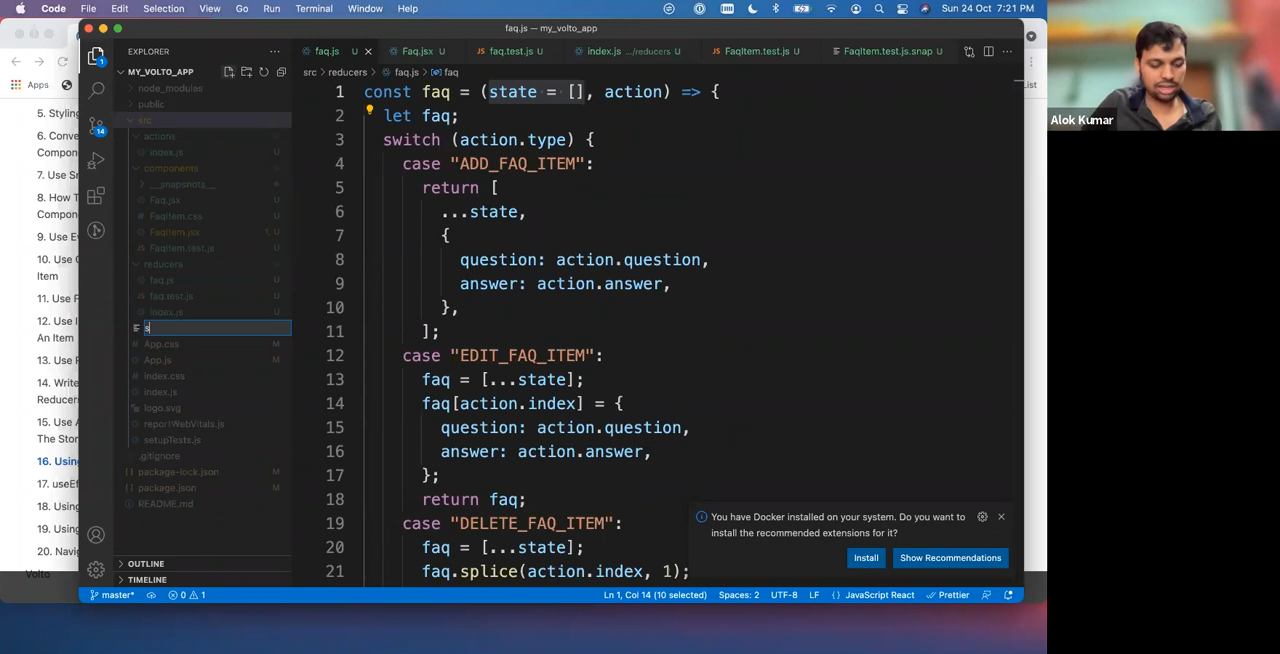 Code File Edit Selection View Go Run Terminal Window Help
Sun 24 Oct 7:21 PM
faq.js — my_volto_app
EXPLORER
faq.js U
Faq.jsx U
faq.test.js U
index.js .../reducers U
FaqItem.test.js U
FaqItem.test.js.snap U
Apps
MY_VOLTO_APP
src > reducers > faq.js > faq
node_modules
public
src
actions
index.js U
components
__snapshots__
Faq.jsx U
FaqItem.css U
FaqItem.jsx 1, U
FaqItem.test.js U
reducers
faq.js U
faq.test.js U
index.js U
s
App.css M
App.js M
index.css
index.js
logo.svg
reportWebVitals.js
setupTests.js
.gitignore
package-lock.json M
package.json M
README.md
OUTLINE
TIMELINE
5. Styling
6. Conve
Compon
7. Use Sn
8. How T
Compon
9. Use Ev
10. Use C
Item
11. Use F
12. Use I
An Item
13. Use R
14. Write
Reducers
15. Use A
The Stor
16. Using
17. useEf
18. Using
19. Using
20. Navig
Volto
1 const faq = (state = [], action) => {
2 let faq;
3 switch (action.type) {
4 case "ADD_FAQ_ITEM":
5 return [
6 ...state,
7 {
8 question: action.question,
9 answer: action.answer,
10 },
11 ];
12 case "EDIT_FAQ_ITEM":
13 faq = [...state];
14 faq[action.index] = {
15 question: action.question,
16 answer: action.answer,
17 };
18 return faq;
19 case "DELETE_FAQ_ITEM":
20 faq = [...state];
21 faq.splice(action.index, 1);
You have Docker installed on your system. Do you want to
install the recommended extensions for it?
Install
Show Recommendations
master*
0 1
Ln 1, Col 14 (10 selected)
Spaces: 2
UTF-8
LF
JavaScript React
Prettier
List
Alok Kumar
1
14